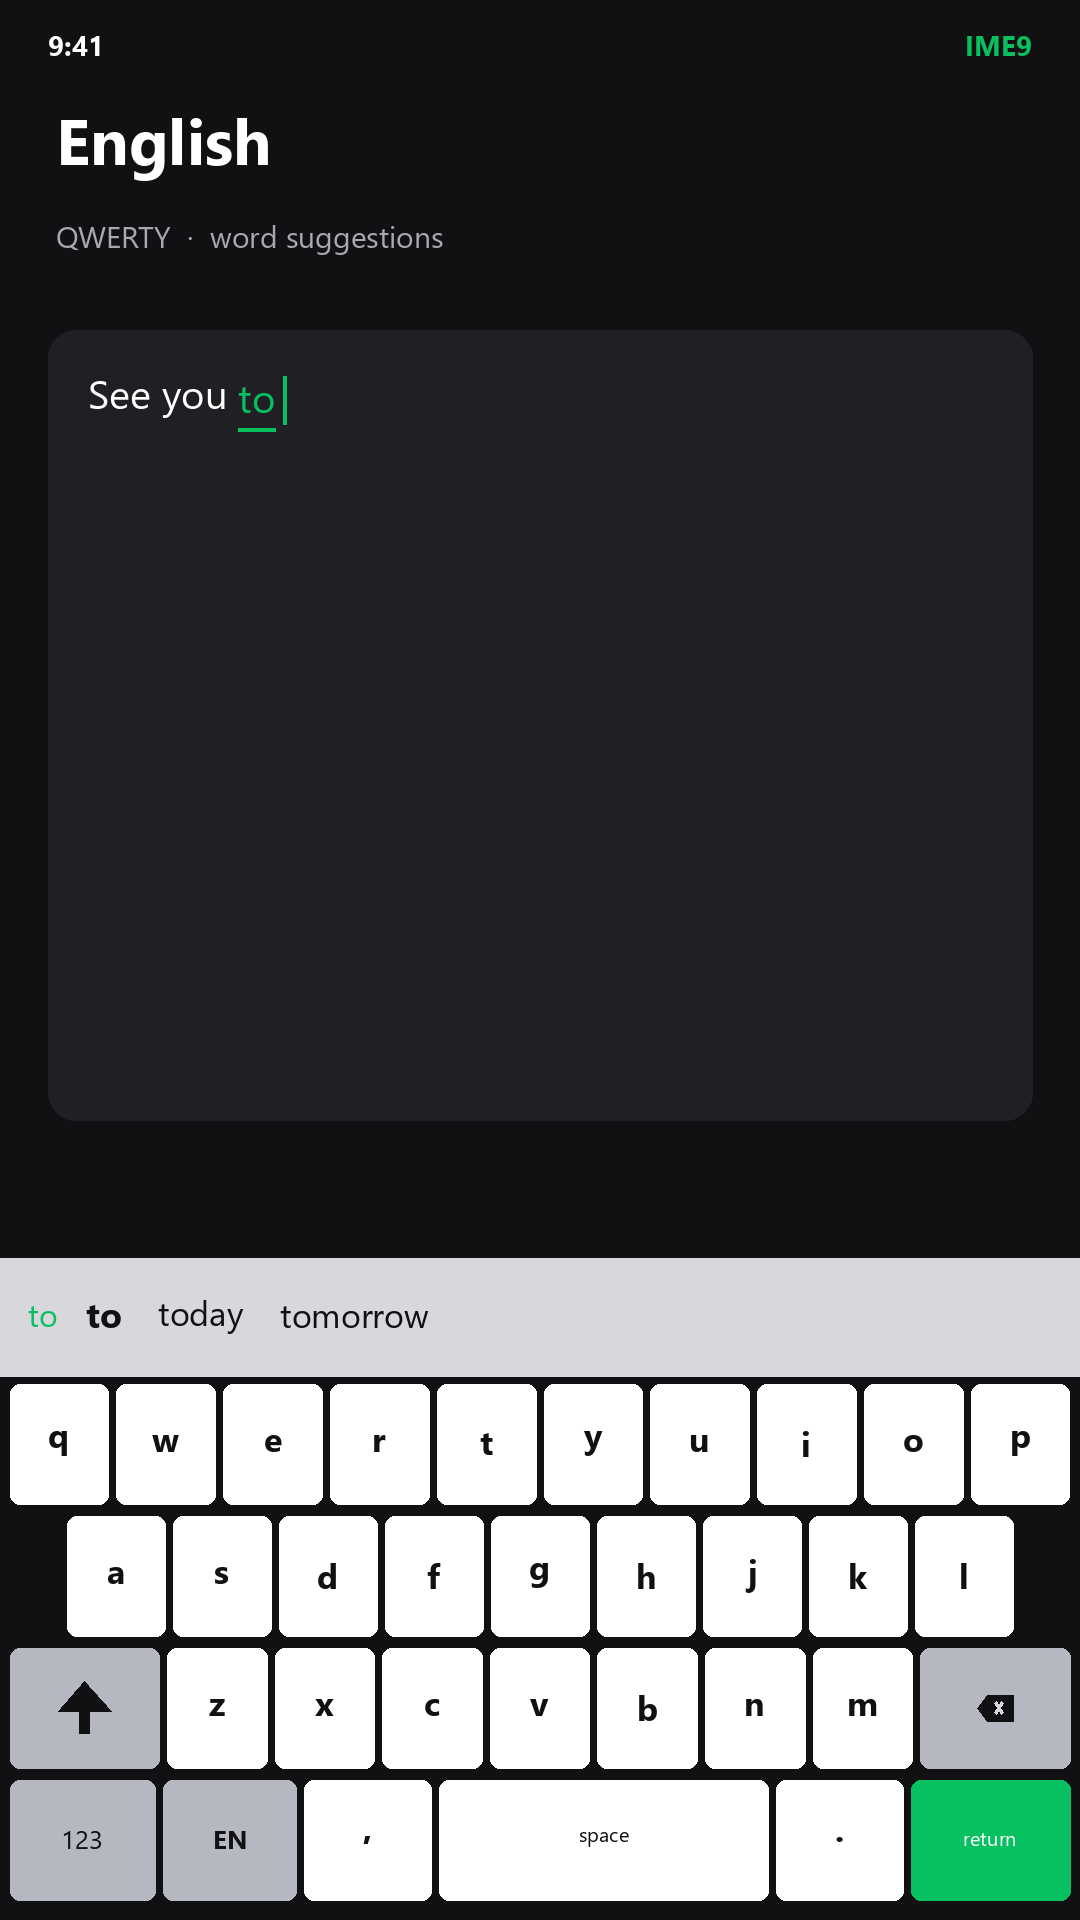 9:41 IME9
English
QWERTY · word suggestions
See you to
to to today tomorrow
q w e r t y u i o p
a s d f g h j k l
z x c v b n m x
123 EN , space . return